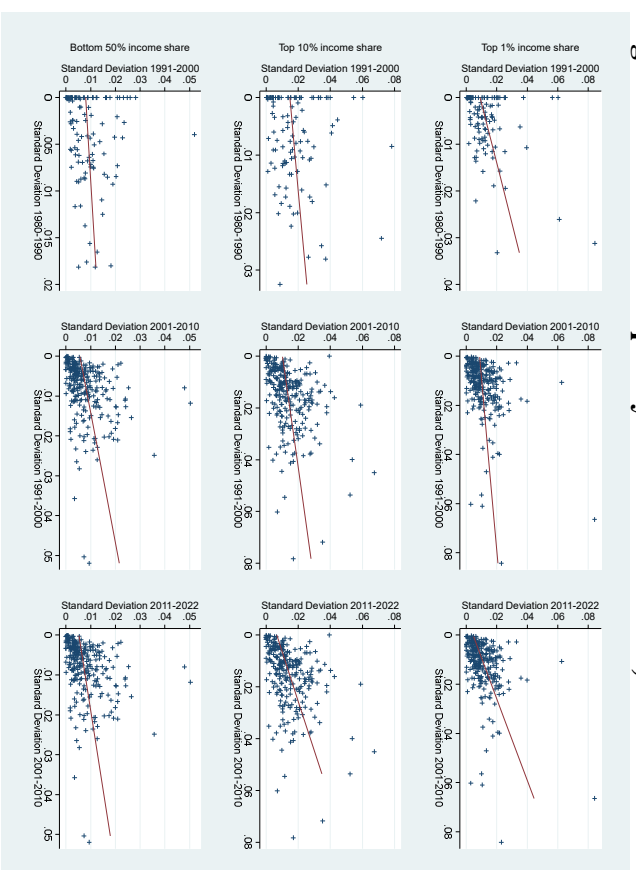 Bottom 50% income share
Standard Deviation 1991-2000
0 .01 .02 .03 .04 .05
0 .005 .01 .015 .02
Standard Deviation 1980-1990
Top 10% income share
Standard Deviation 1991-2000
0 .02 .04 .06 .08
0 .01 .02 .03
Standard Deviation 1980-1990
Top 1% income share
Standard Deviation 1991-2000
0 .02 .04 .06 .08
0 .01 .02 .03 .04
Standard Deviation 1980-1990
Standard Deviation 2001-2010
0 .01 .02 .03 .04 .05
0 .01 .02 .03 .04 .05
Standard Deviation 1991-2000
Standard Deviation 2001-2010
0 .02 .04 .06 .08
0 .02 .04 .06 .08
Standard Deviation 1991-2000
Standard Deviation 2001-2010
0 .02 .04 .06 .08
0 .02 .04 .06 .08
Standard Deviation 1991-2000
Standard Deviation 2011-2022
0 .01 .02 .03 .04 .05
0 .01 .02 .03 .04 .05
Standard Deviation 2001-2010
Standard Deviation 2011-2022
0 .02 .04 .06 .08
0 .02 .04 .06 .08
Standard Deviation 2001-2010
Standard Deviation 2011-2022
0 .02 .04 .06 .08
0 .02 .04 .06 .08
Standard Deviation 2001-2010